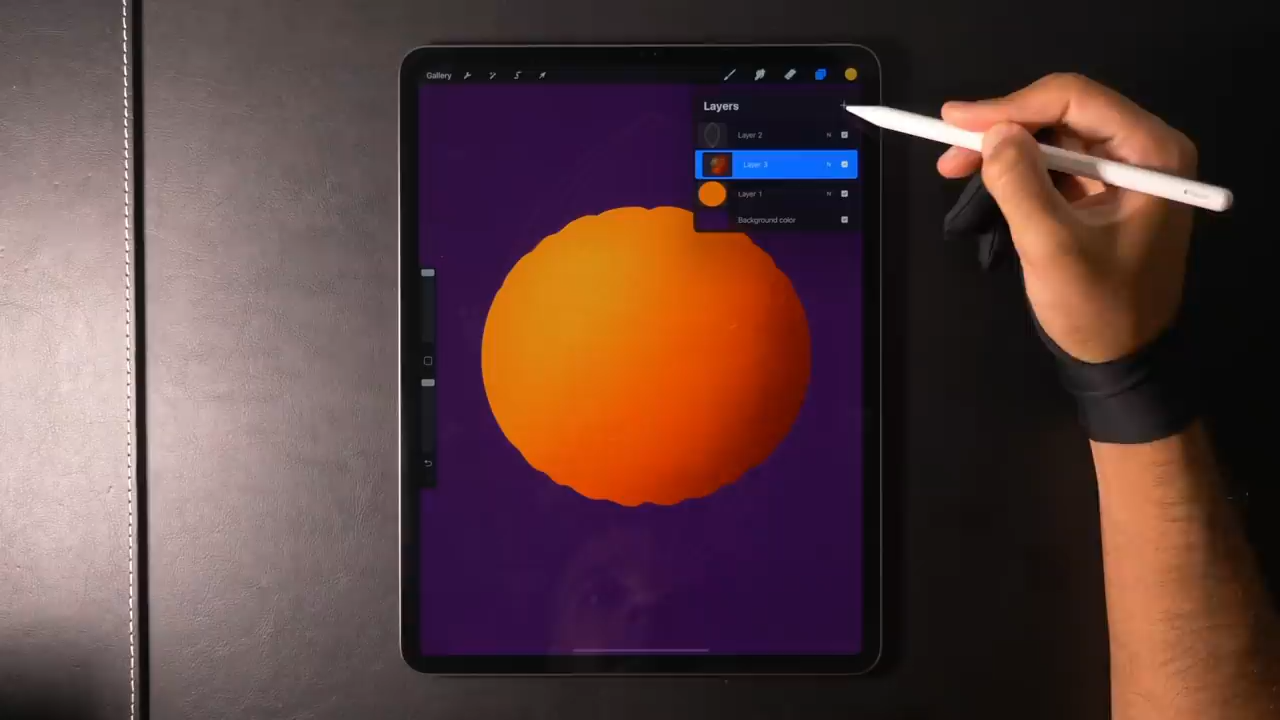 Gallery
Layers
Layer 2 N
Layer 3 N
Layer 1 N
Background color